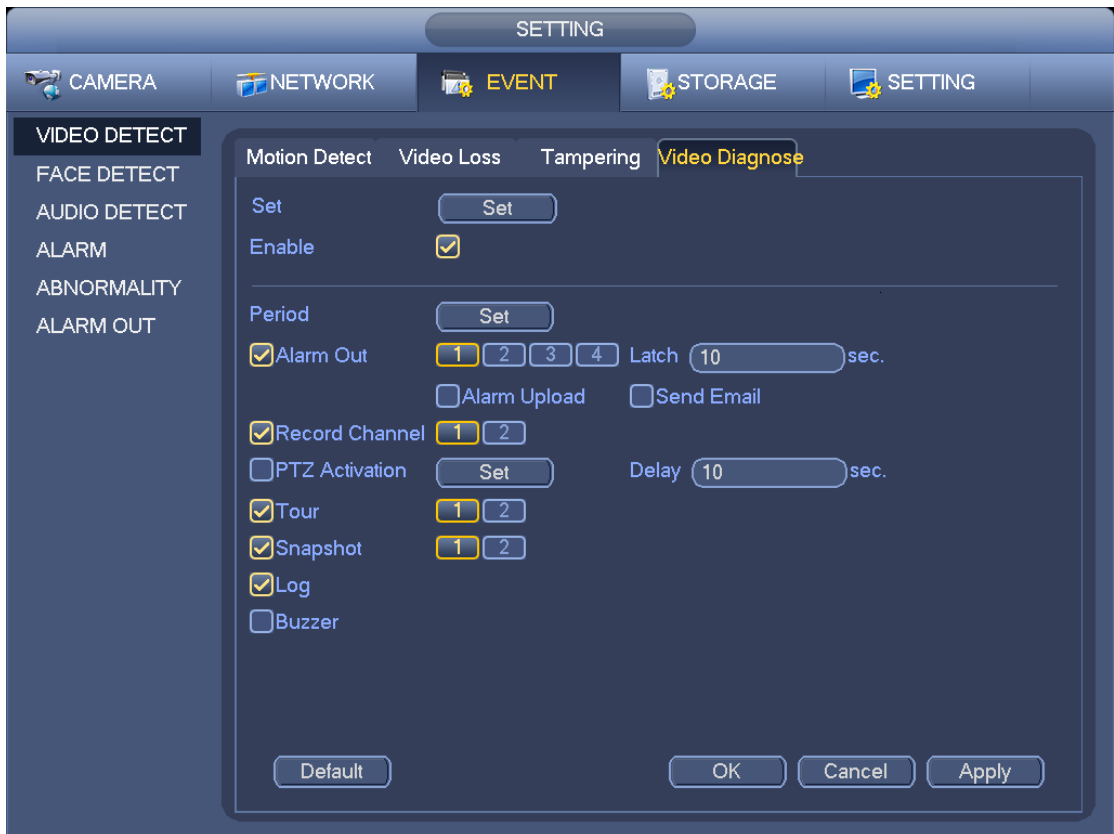 SETTING
CAMERA NETWORK EVENT STORAGE SETTING
VIDEO DETECT
FACE DETECT
AUDIO DETECT
ALARM
ABNORMALITY
ALARM OUT
Motion Detect Video Loss Tampering Video Diagnose
Set Set
Enable
Period Set
Alarm Out 1 2 3 4 Latch 10 sec.
Alarm Upload Send Email
Record Channel 1 2
PTZ Activation Set Delay 10 sec.
Tour 1 2
Snapshot 1 2
Log
Buzzer
Default OK Cancel Apply